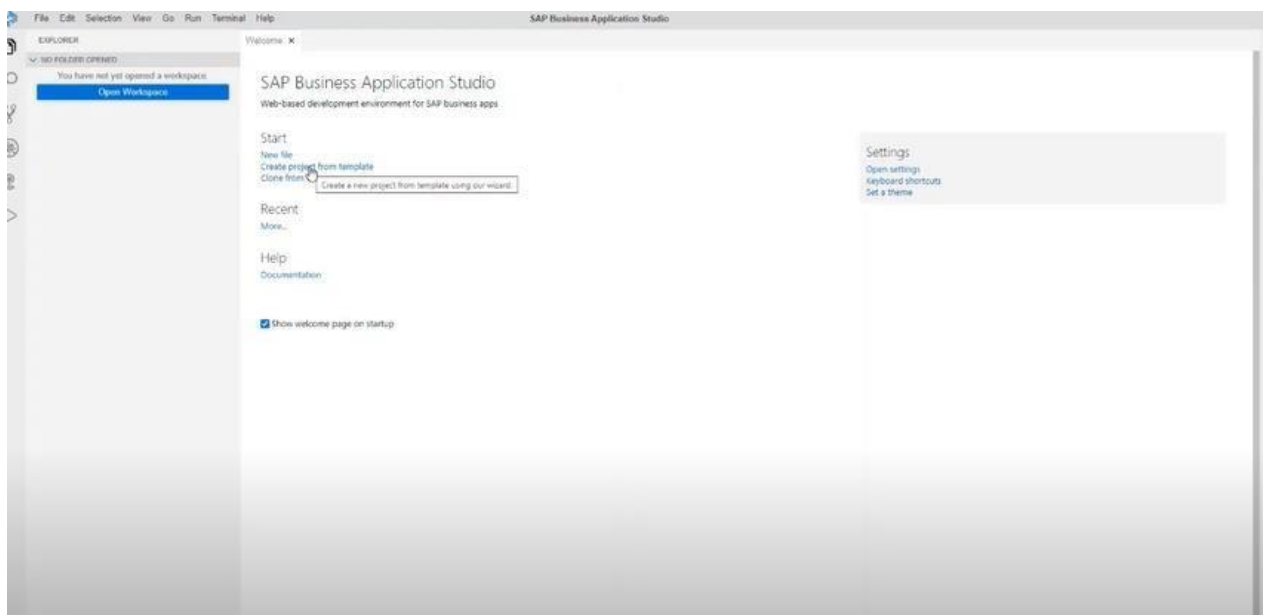 File Edit Selection View Go Run Terminal Help
SAP Business Application Studio
EXPLORER
NO FOLDER OPENED
You have not yet opened a workspace.
Open Workspace
Welcome
SAP Business Application Studio
Web-based development environment for SAP business apps
Start
New file
Create project from template
Clone from
Create a new project from template using our wizard.
Recent
More...
Help
Documentation
Show welcome page on startup
Settings
Open settings
Keyboard shortcuts
Set a theme